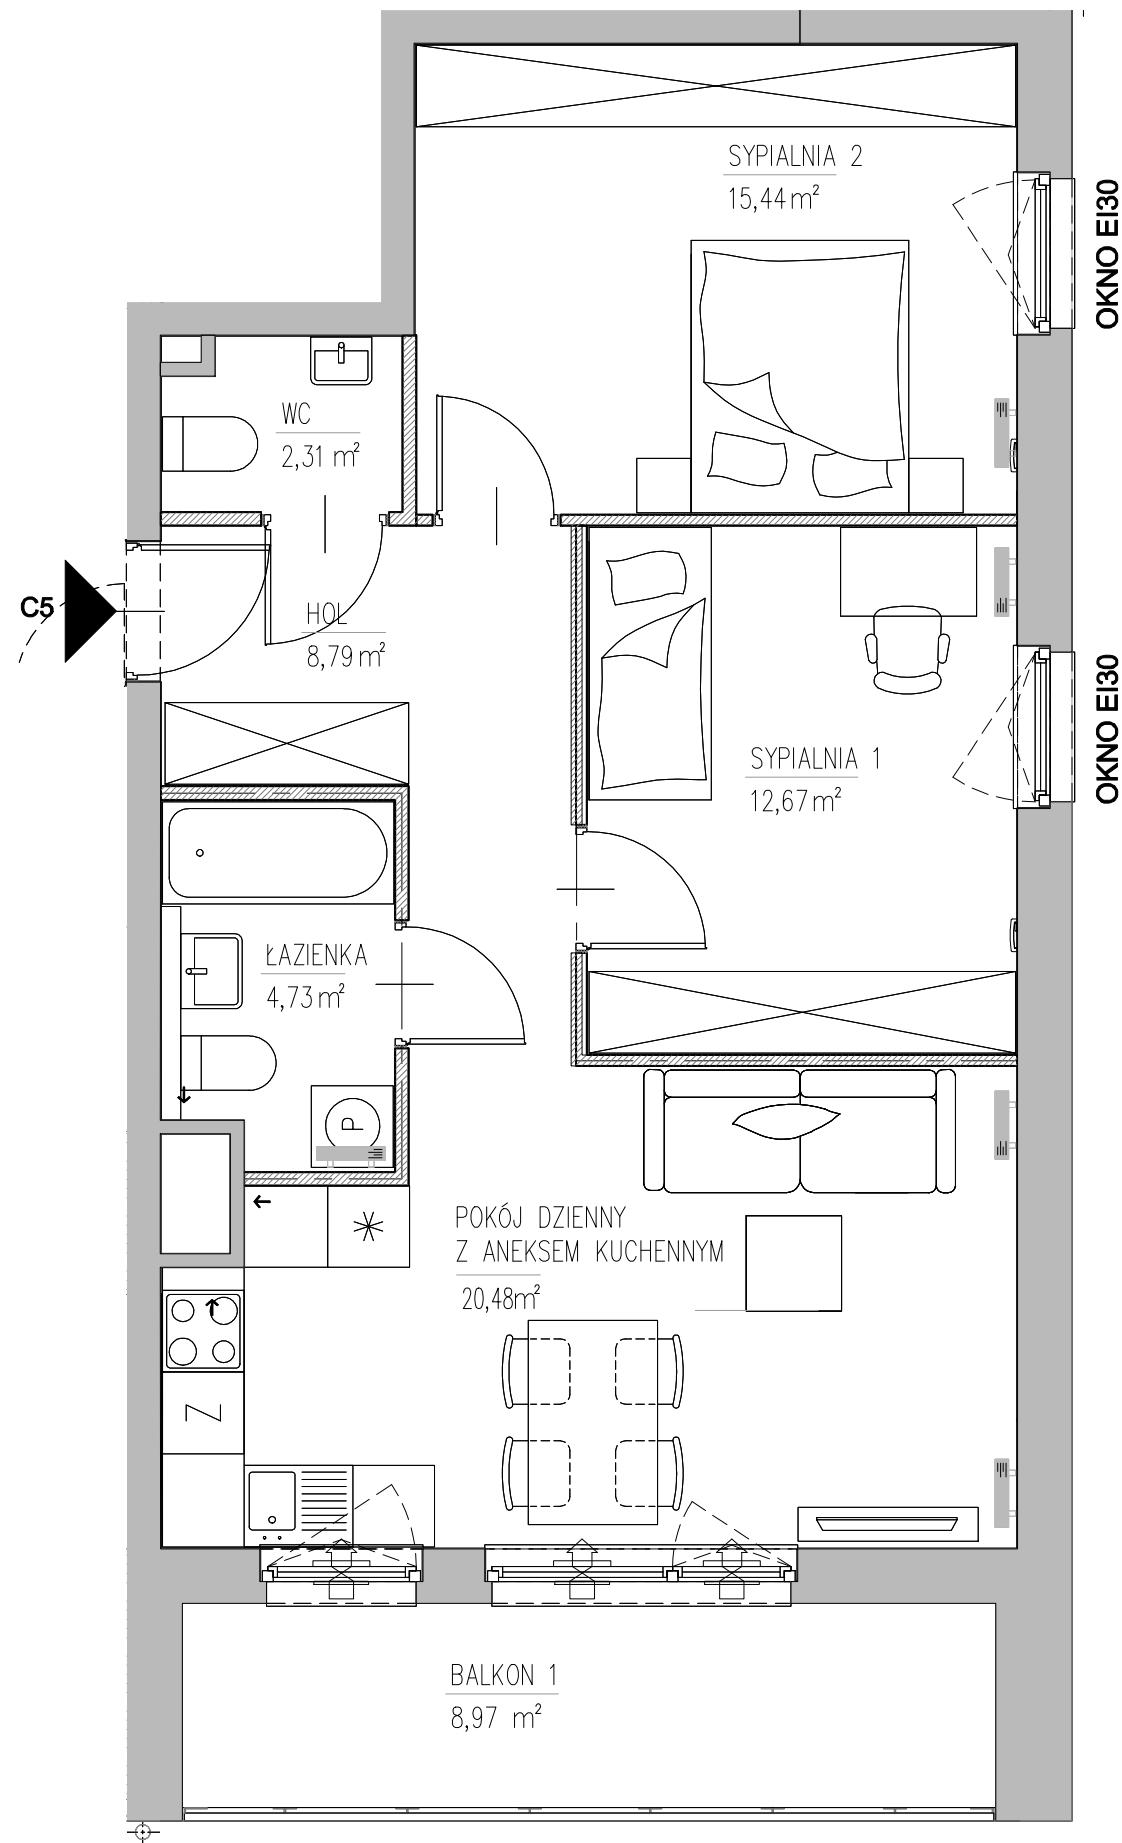 SYPIALNIA 2
15,44 m²
OKNO EI30
WC
2,31 m²
C5
HOL
8,79 m²
OKNO EI30
SYPIALNIA 1
12,67 m²
ŁAZIENKA
4,73 m²
P
POKÓJ DZIENNY
Z ANEKSEM KUCHENNYM
20,48m²
Z
BALKON 1
8,97 m²